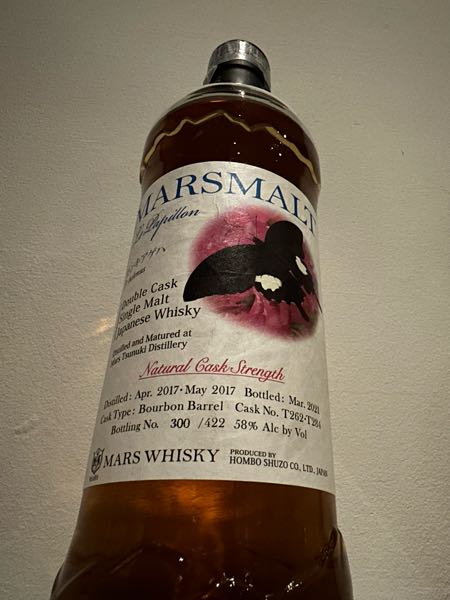 MARSMALT
Le Papillon
Double Cask
Single Malt
Japanese Whisky
Distilled and Matured at
Mars Tsunuki Distillery
Natural Cask Strength
Distilled: Apr. 2017・May 2017 Bottled: Mar. 2021
Cask Type: Bourbon Barrel Cask No. T262・T284
Bottling No. 300 /422 58% Alc by Vol
MARS WHISKY
PRODUCED BY
HOMBO SHUZO CO., LTD., JAPAN
MARS